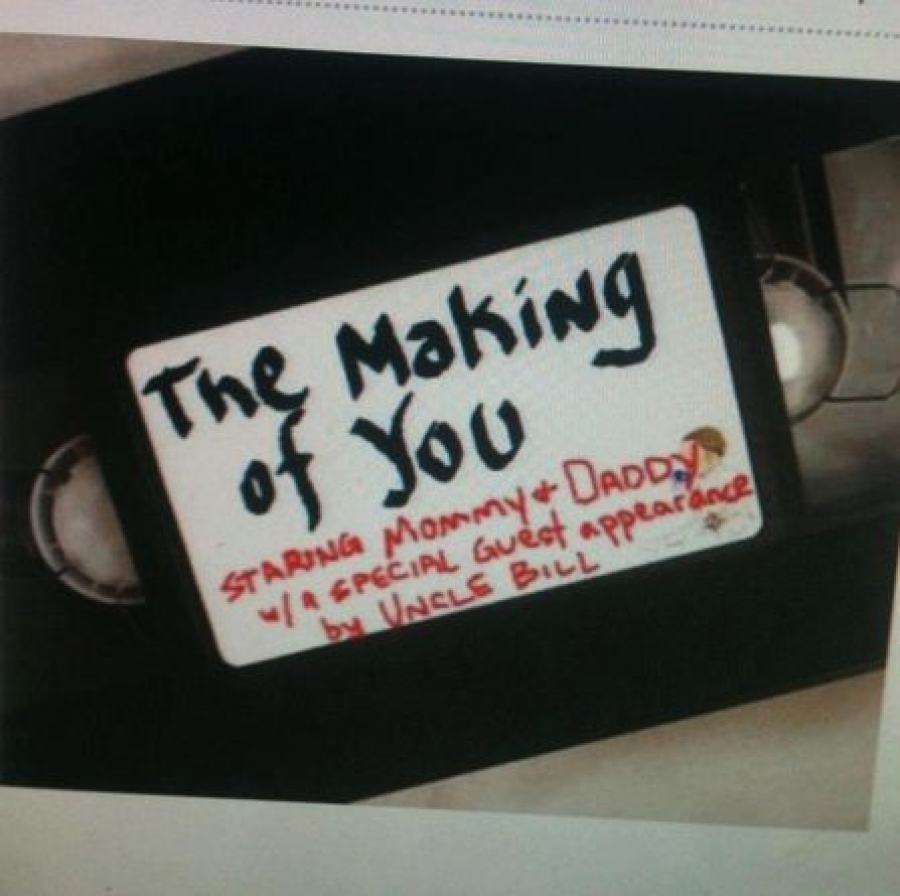 The Making
of You
STARING Mommy & DADDY
w/ A SPECIAL GUEST appearance
by UNCLE BILL